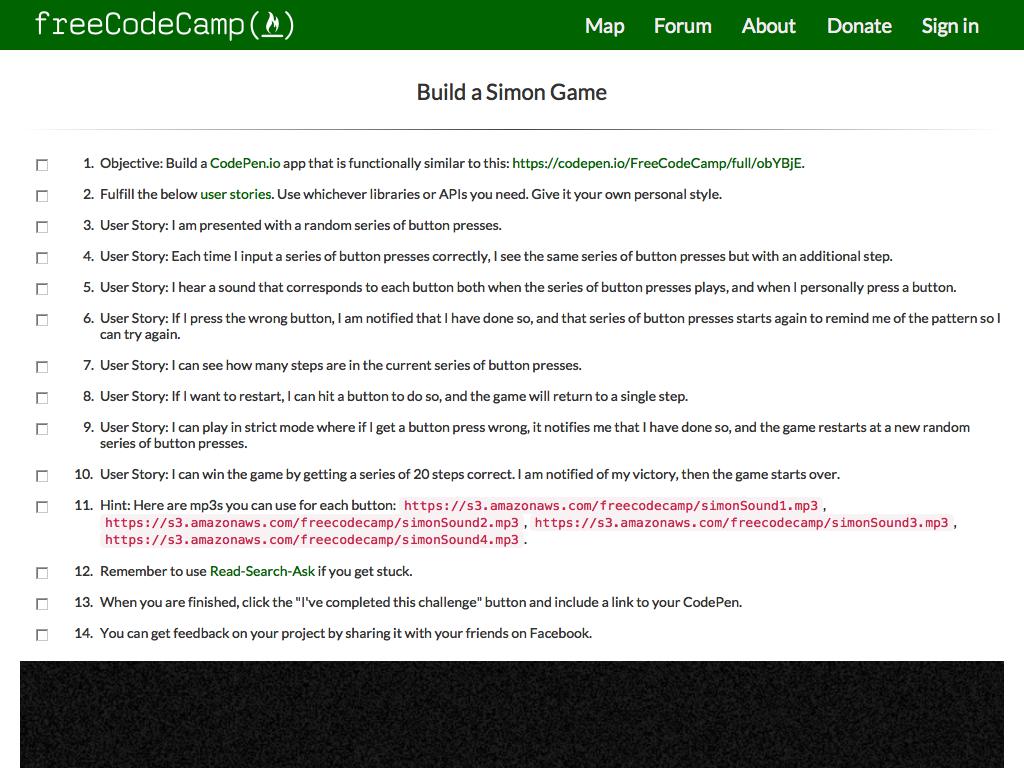 freeCodeCamp
Map Forum About Donate Sign in
Build a Simon Game
1. Objective: Build a CodePen.io app that is functionally similar to this: https://codepen.io/FreeCodeCamp/full/obYBjE.
2. Fulfill the below user stories. Use whichever libraries or APIs you need. Give it your own personal style.
3. User Story: I am presented with a random series of button presses.
4. User Story: Each time I input a series of button presses correctly, I see the same series of button presses but with an additional step.
5. User Story: I hear a sound that corresponds to each button both when the series of button presses plays, and when I personally press a button.
6. User Story: If I press the wrong button, I am notified that I have done so, and that series of button presses starts again to remind me of the pattern so I
can try again.
7. User Story: I can see how many steps are in the current series of button presses.
8. User Story: If I want to restart, I can hit a button to do so, and the game will return to a single step.
9. User Story: I can play in strict mode where if I get a button press wrong, it notifies me that I have done so, and the game restarts at a new random
series of button presses.
10. User Story: I can win the game by getting a series of 20 steps correct. I am notified of my victory, then the game starts over.
11. Hint: Here are mp3s you can use for each button: https://s3.amazonaws.com/freecodecamp/simonSound1.mp3 ,
https://s3.amazonaws.com/freecodecamp/simonSound2.mp3 , https://s3.amazonaws.com/freecodecamp/simonSound3.mp3 ,
https://s3.amazonaws.com/freecodecamp/simonSound4.mp3 .
12. Remember to use Read-Search-Ask if you get stuck.
13. When you are finished, click the "I've completed this challenge" button and include a link to your CodePen.
14. You can get feedback on your project by sharing it with your friends on Facebook.